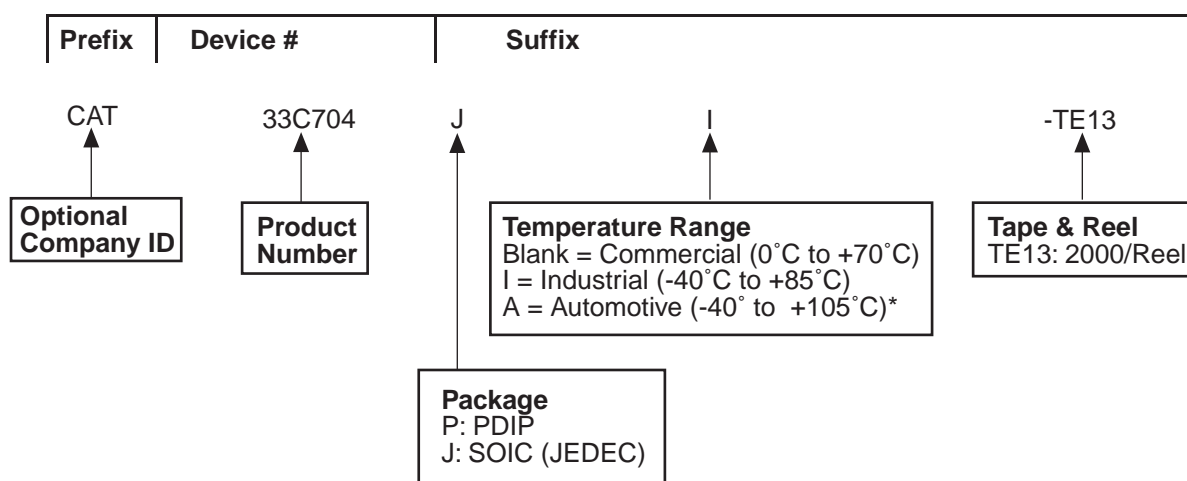 Prefix Device # Suffix
CAT 33C704 J I -TE13
Optional
Company ID
Product
Number
Temperature Range
Blank = Commercial (0˚C to +70˚C)
I = Industrial (-40˚C to +85˚C)
A = Automotive (-40˚ to +105˚C)*
Tape & Reel
TE13: 2000/Reel
Package
P: PDIP
J: SOIC (JEDEC)